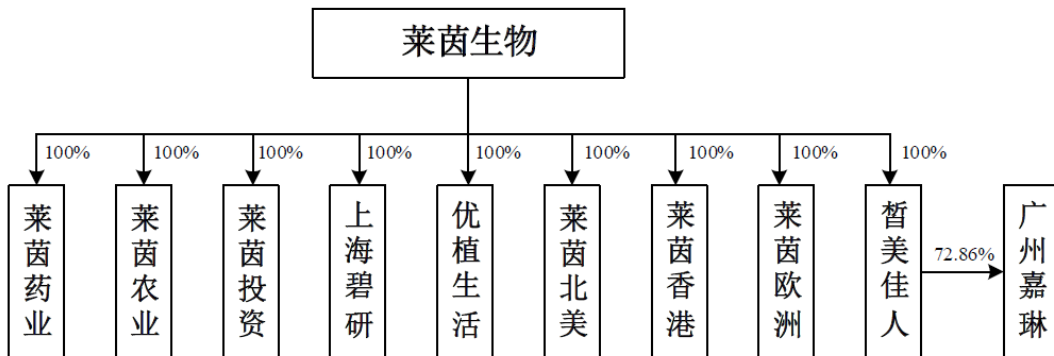 莱茵生物
100%
100%
100%
100%
100%
100%
100%
100%
100%
莱茵药业
莱茵农业
莱茵投资
上海碧研
优植生活
莱茵北美
莱茵香港
莱茵欧洲
皙美佳人
72.86%
广州嘉琳